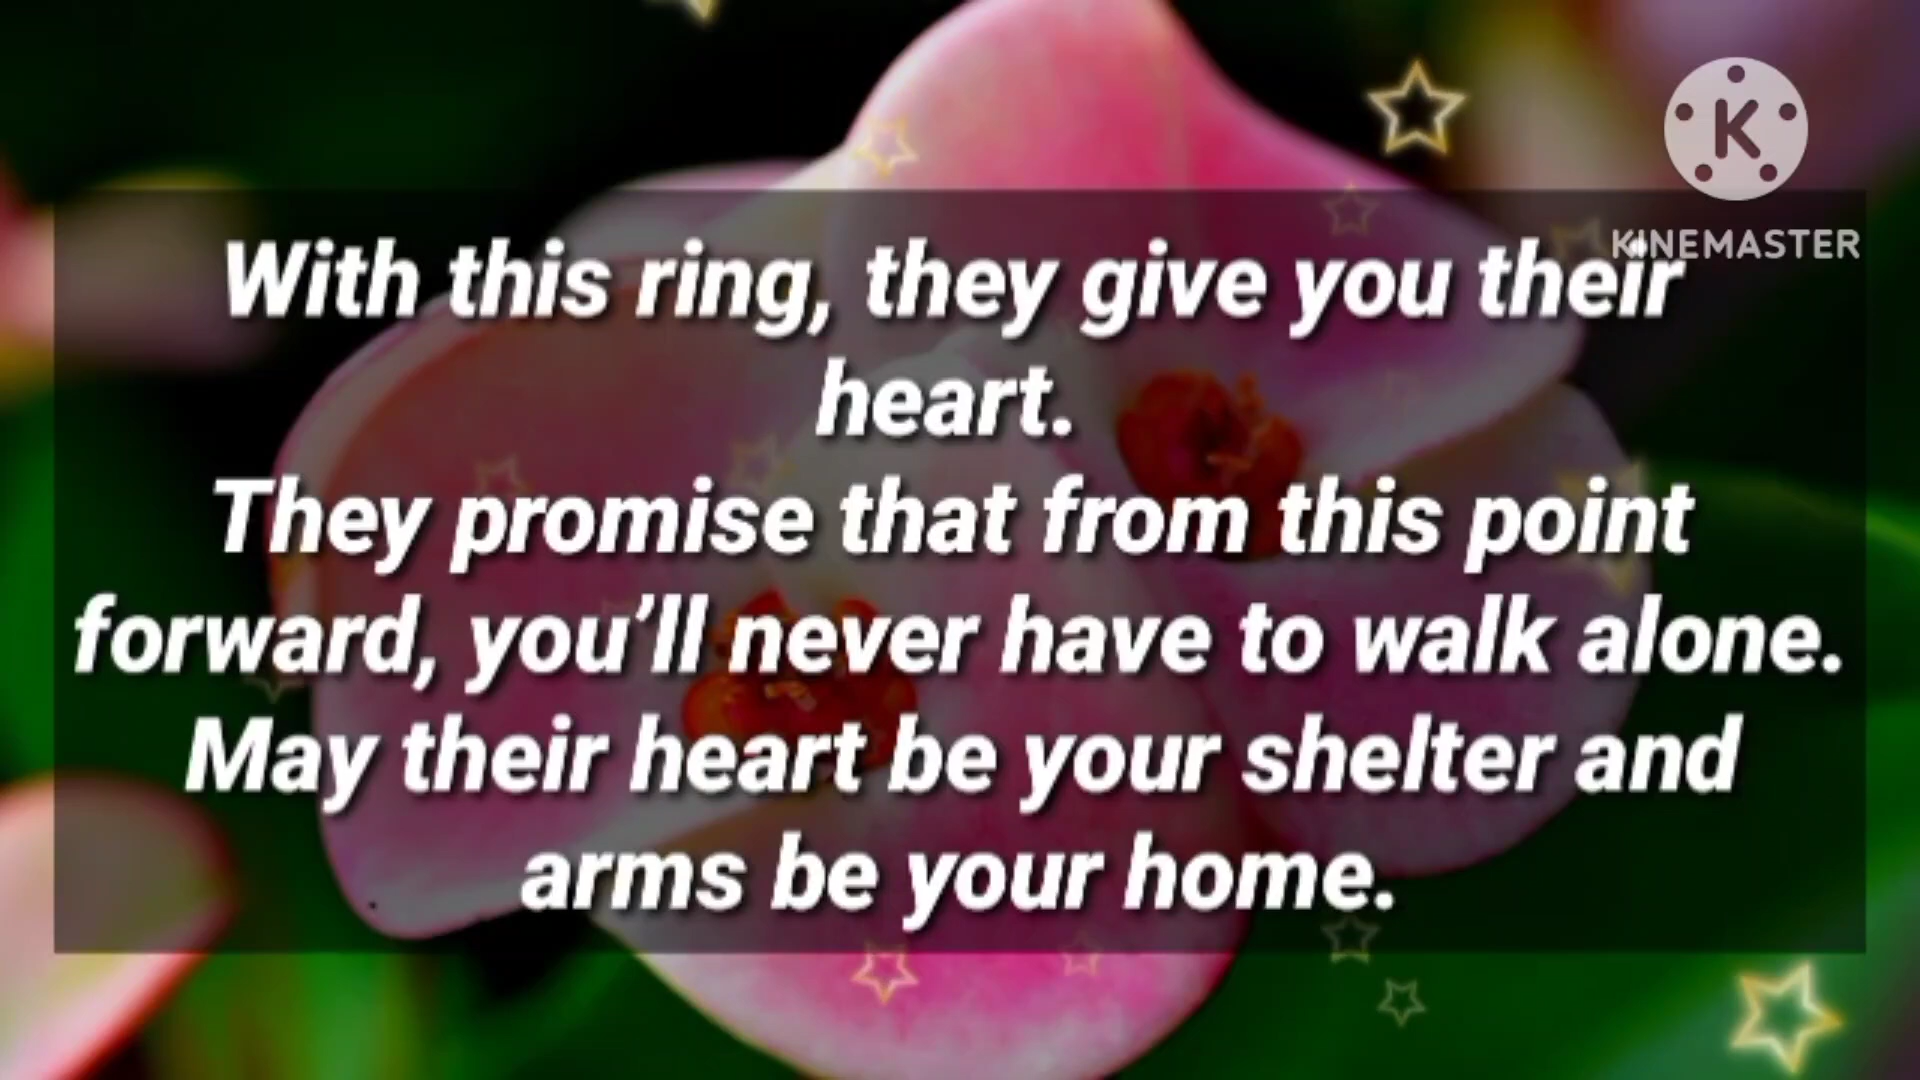 K
KINEMASTER
With this ring, they give you their
heart.
They promise that from this point
forward, you’ll never have to walk alone.
May their heart be your shelter and
arms be your home.